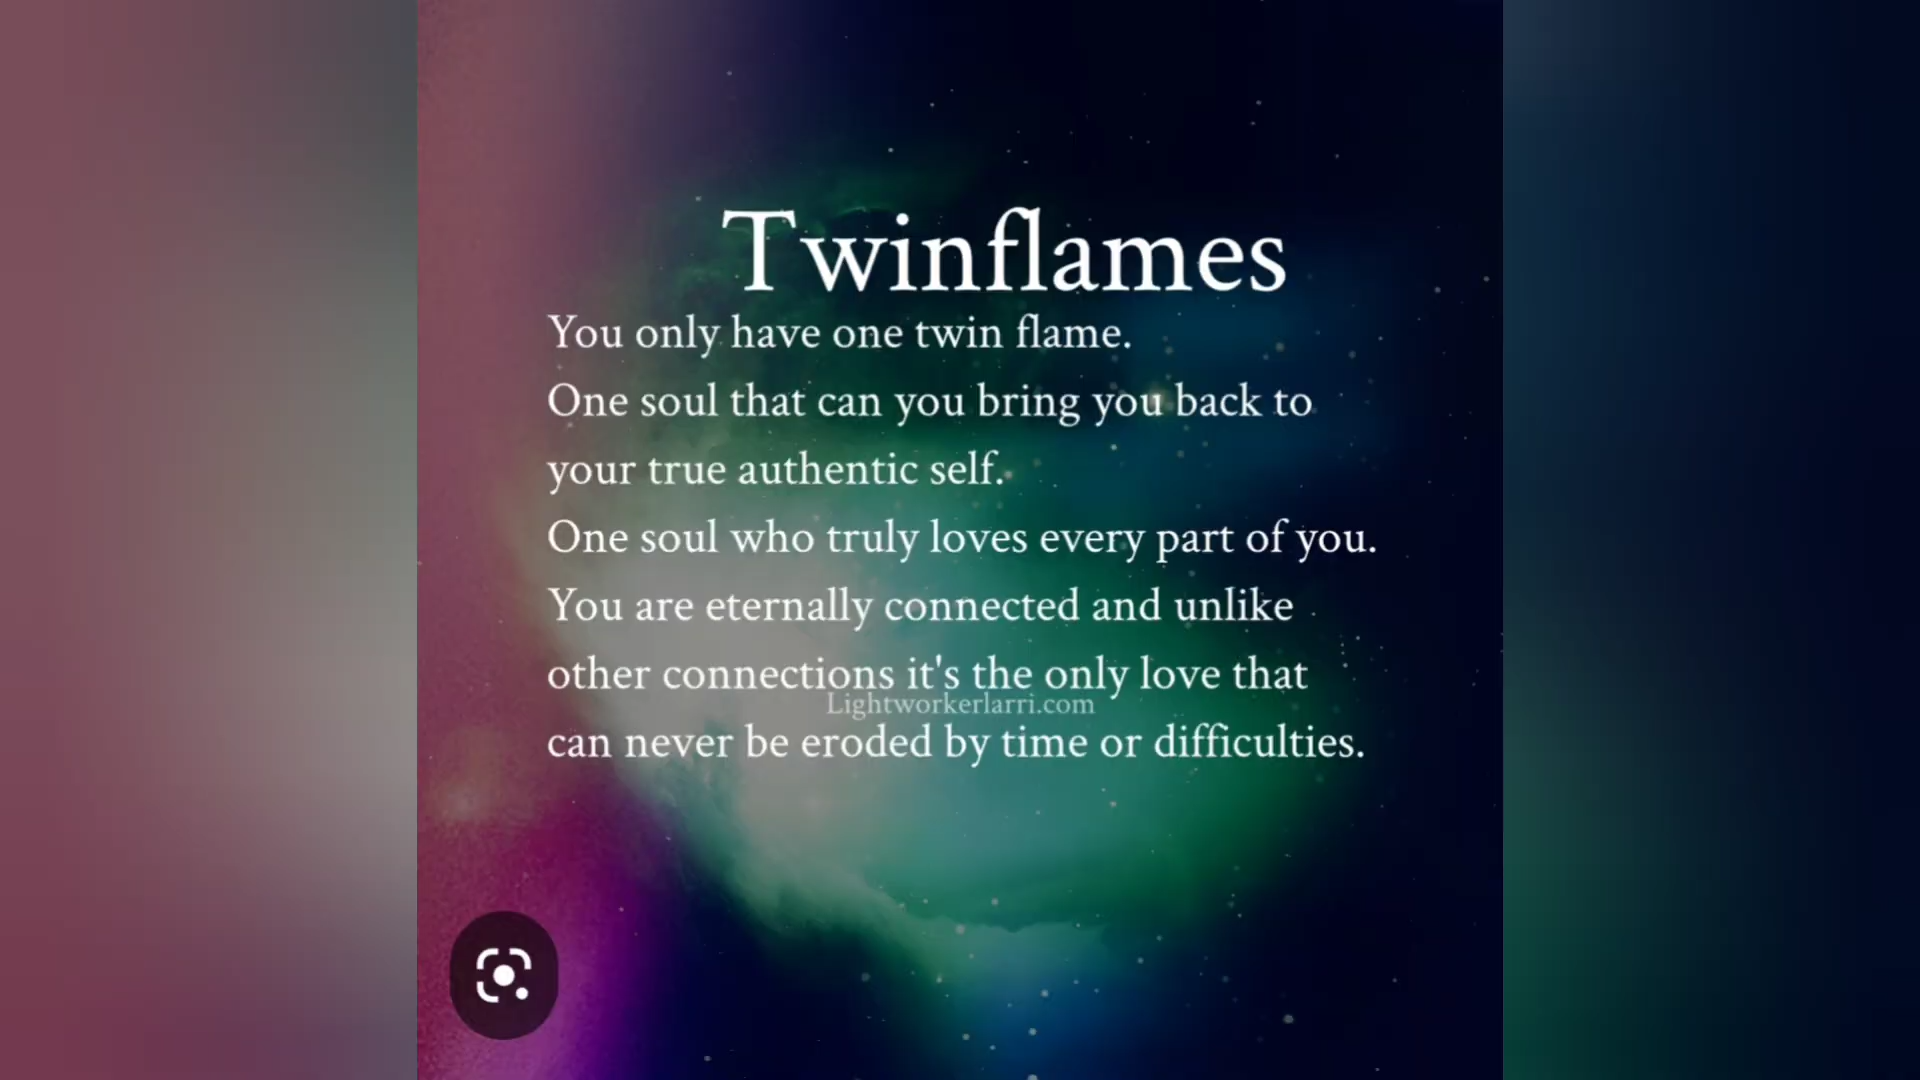 Twinflames
You only have one twin flame.
One soul that can you bring you back to
your true authentic self.
One soul who truly loves every part of you.
You are eternally connected and unlike
other connections it's the only love that
Lightworkerlarri.com
can never be eroded by time or difficulties.